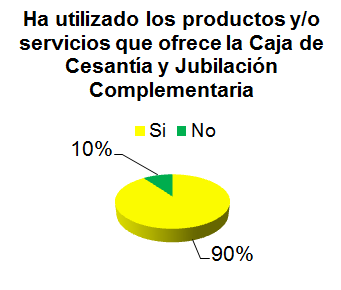 Ha utilizado los productos y/o
servicios que ofrece la Caja de
Cesantía y Jubilación
Complementaria
Si No
10%
90%